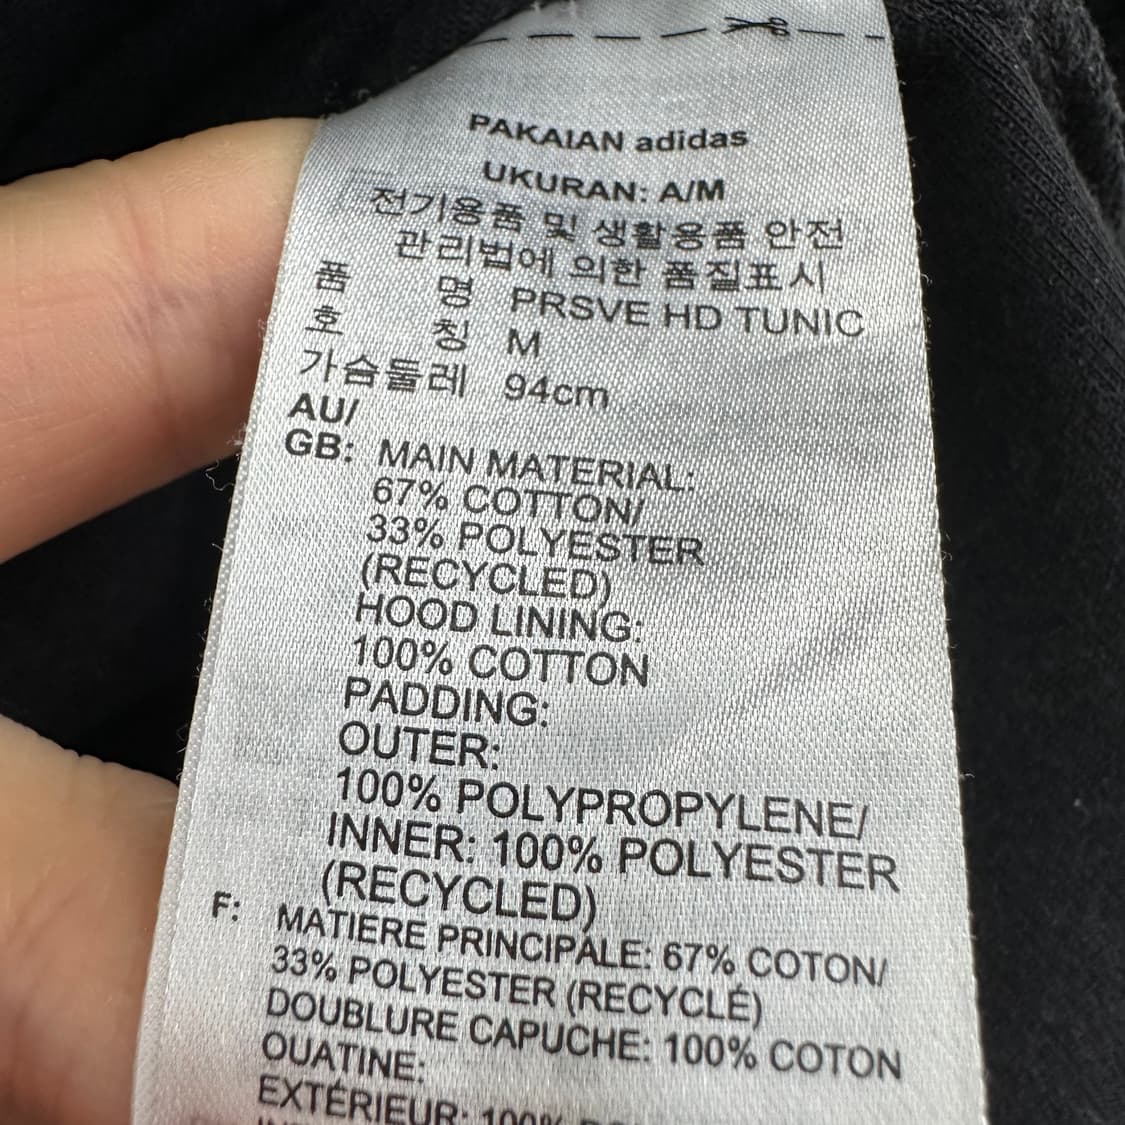 PAKAIAN adidas
UKURAN: A/M
전기용품 및 생활용품 안전
관리법에 의한 품질표시
품 명 PRSVE HD TUNIC
호 칭 M
가슴둘레 94cm
AU/
GB: MAIN MATERIAL:
67% COTTON/
33% POLYESTER
(RECYCLED)
HOOD LINING:
100% COTTON
PADDING:
OUTER:
100% POLYPROPYLENE/
INNER: 100% POLYESTER
(RECYCLED)
F: MATIERE PRINCIPALE: 67% COTON/
33% POLYESTER (RECYCLÉ)
DOUBLURE CAPUCHE: 100% COTON
OUATINE:
EXTÉRIEUR: 100%